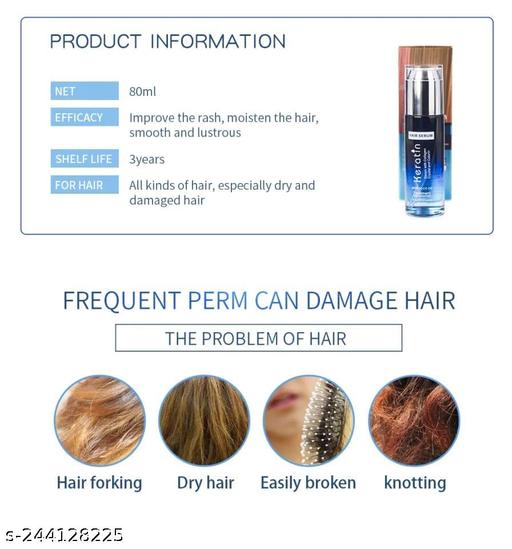 PRODUCT INFORMATION
NET 80ml
EFFICACY Improve the rash, moisten the hair,
smooth and lustrous
SHELF LIFE 3years
FOR HAIR All kinds of hair, especially dry and
damaged hair
HAIR SERUM
Keratin
FREQUENT PERM CAN DAMAGE HAIR
THE PROBLEM OF HAIR
Hair forking Dry hair Easily broken knotting
s-244128225